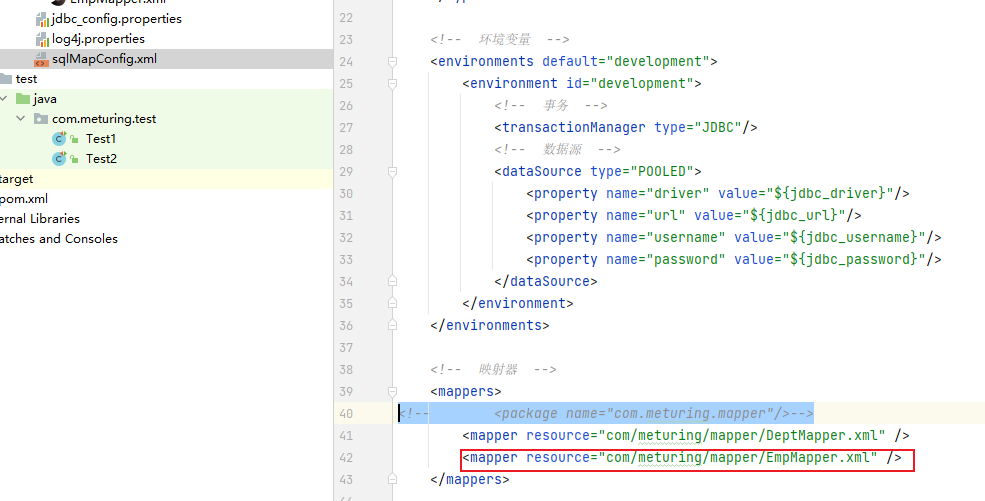 EmpMapper.xml
jdbc_config.properties
log4j.properties
sqlMapConfig.xml
test
java
com.meturing.test
Test1
Test2
target
pom.xml
ernal Libraries
atches and Consoles
22
23 <!-- 环境变量 -->
24 <environments default="development">
25 <environment id="development">
26 <!-- 事务 -->
27 <transactionManager type="JDBC"/>
28 <!-- 数据源 -->
29 <dataSource type="POOLED">
30 <property name="driver" value="${jdbc_driver}"/>
31 <property name="url" value="${jdbc_url}"/>
32 <property name="username" value="${jdbc_username}"/>
33 <property name="password" value="${jdbc_password}"/>
34 </dataSource>
35 </environment>
36 </environments>
37
38 <!-- 映射器 -->
39 <mappers>
40 <!-- <package name="com.meturing.mapper"/>-->
41 <mapper resource="com/meturing/mapper/DeptMapper.xml" />
42 <mapper resource="com/meturing/mapper/EmpMapper.xml" />
43 </mappers>